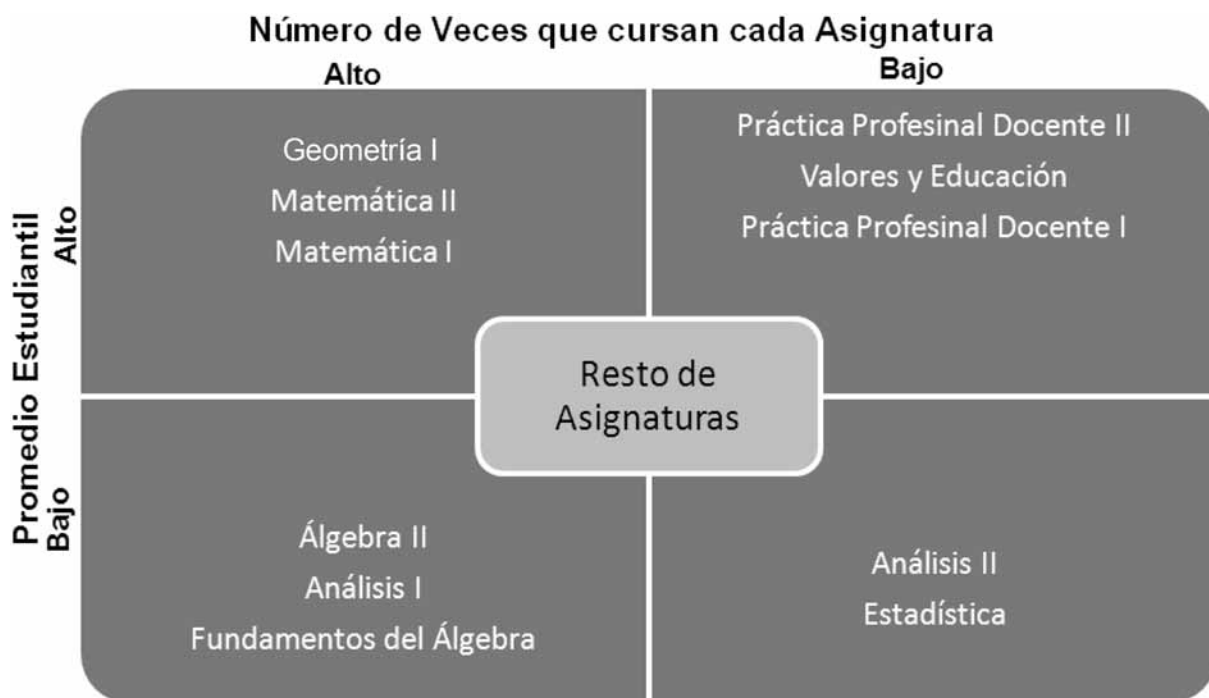 Número de Veces que cursan cada Asignatura
Alto
Bajo
Promedio Estudiantil
Alto
Bajo
Geometría I
Matemática II
Matemática I
Práctica Profesinal Docente II
Valores y Educación
Práctica Profesinal Docente I
Resto de
Asignaturas
Álgebra II
Análisis I
Fundamentos del Álgebra
Análisis II
Estadística